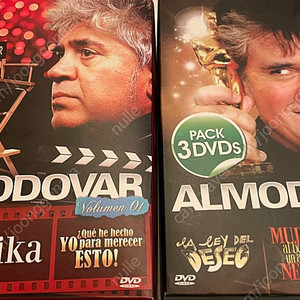 ODOVAR
Volumen 01
ika
¿Qué he hecho
YO para merecer
ESTO!
DVD
PACK
3 DVDs
ALMOD
LA LEY DEL
DESEO
DVD